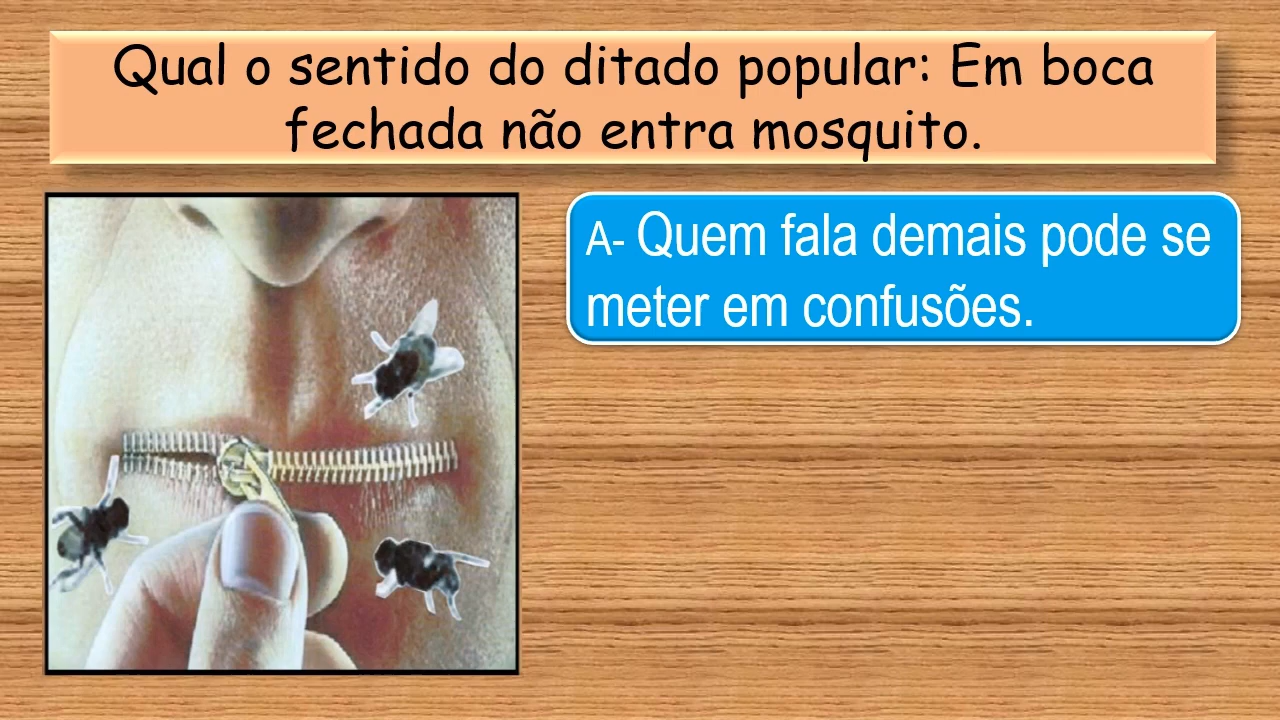 Qual o sentido do ditado popular: Em boca
fechada não entra mosquito.
A- Quem fala demais pode se
meter em confusões.